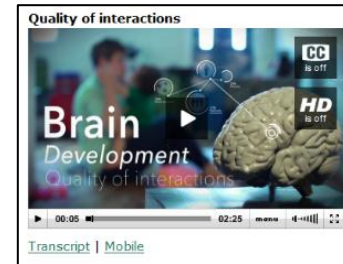 Quality of interactions
CC
is off
HD
is off
Brain
Development
Quality of interactions
00:05
02:25
menu
Transcript | Mobile